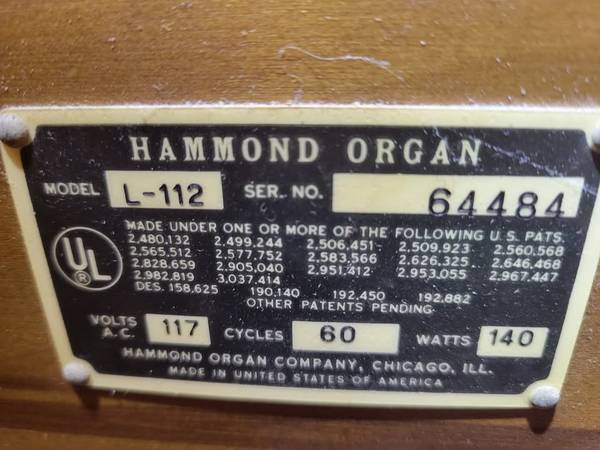 HAMMOND ORGAN
MODEL L-112 SER. NO. 64484
MADE UNDER ONE OR MORE OF THE FOLLOWING U.S. PATS.
2,480,132 2,499,244 2,506,451 2,509,923 2,560,568
2,565,512 2,577,752 2,583,566 2,626,325 2,646,468
2,828,659 2,905,040 2,951,412 2,953,055 2,967,447
2,982,819 3,037,414
DES. 158,625 190,140 192,450 192,882
OTHER PATENTS PENDING
UL ®
VOLTS A.C. 117 CYCLES 60 WATTS 140
HAMMOND ORGAN COMPANY, CHICAGO, ILL.
MADE IN UNITED STATES OF AMERICA